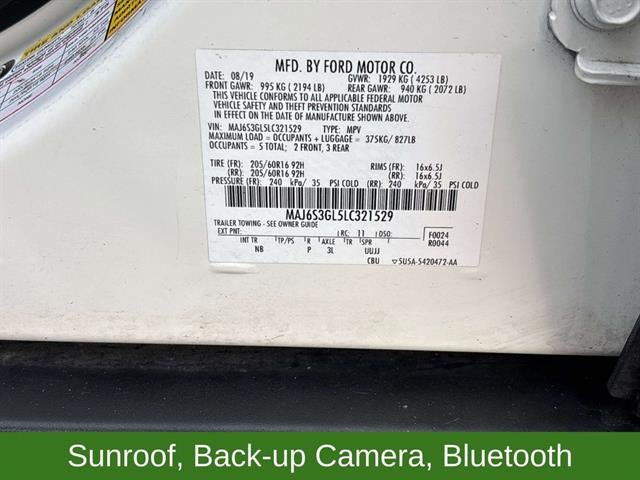 MFD. BY FORD MOTOR CO.
DATE: 08/19 GVWR: 1929 KG (4253 LB)
FRONT GAWR: 995 KG (2194 LB) REAR GAWR: 940 KG (2072 LB)
THIS VEHICLE CONFORMS TO ALL APPLICABLE FEDERAL MOTOR
VEHICLE SAFETY AND THEFT PREVENTION STANDARDS
IN EFFECT ON THE DATE OF MANUFACTURE SHOWN ABOVE.
VIN: MAJ6S3GL5LC321529 TYPE: MPV
MAXIMUM LOAD = OCCUPANTS + LUGGAGE = 375KG/ 827LB
OCCUPANTS = 5 TOTAL; 2 FRONT, 3 REAR
TIRE (FR): 205/60R16 92H RIMS (FR): 16x6.5J
(RR): 205/60R16 92H (RR): 16x6.5J
PRESSURE (FR): 240 kPa/ 35 PSI COLD (RR): 240 kPa/ 35 PSI COLD
MAJ6S3GL5LC321529
TRAILER TOWING - SEE OWNER GUIDE
EXT PNT: RC: 11 DSO: F0024
INT TR TP/PS R AXLE TR SPR R0044
NB P 3L UUJJ
CBU ▽5U5A-5420472-AA
Sunroof, Back-up Camera, Bluetooth